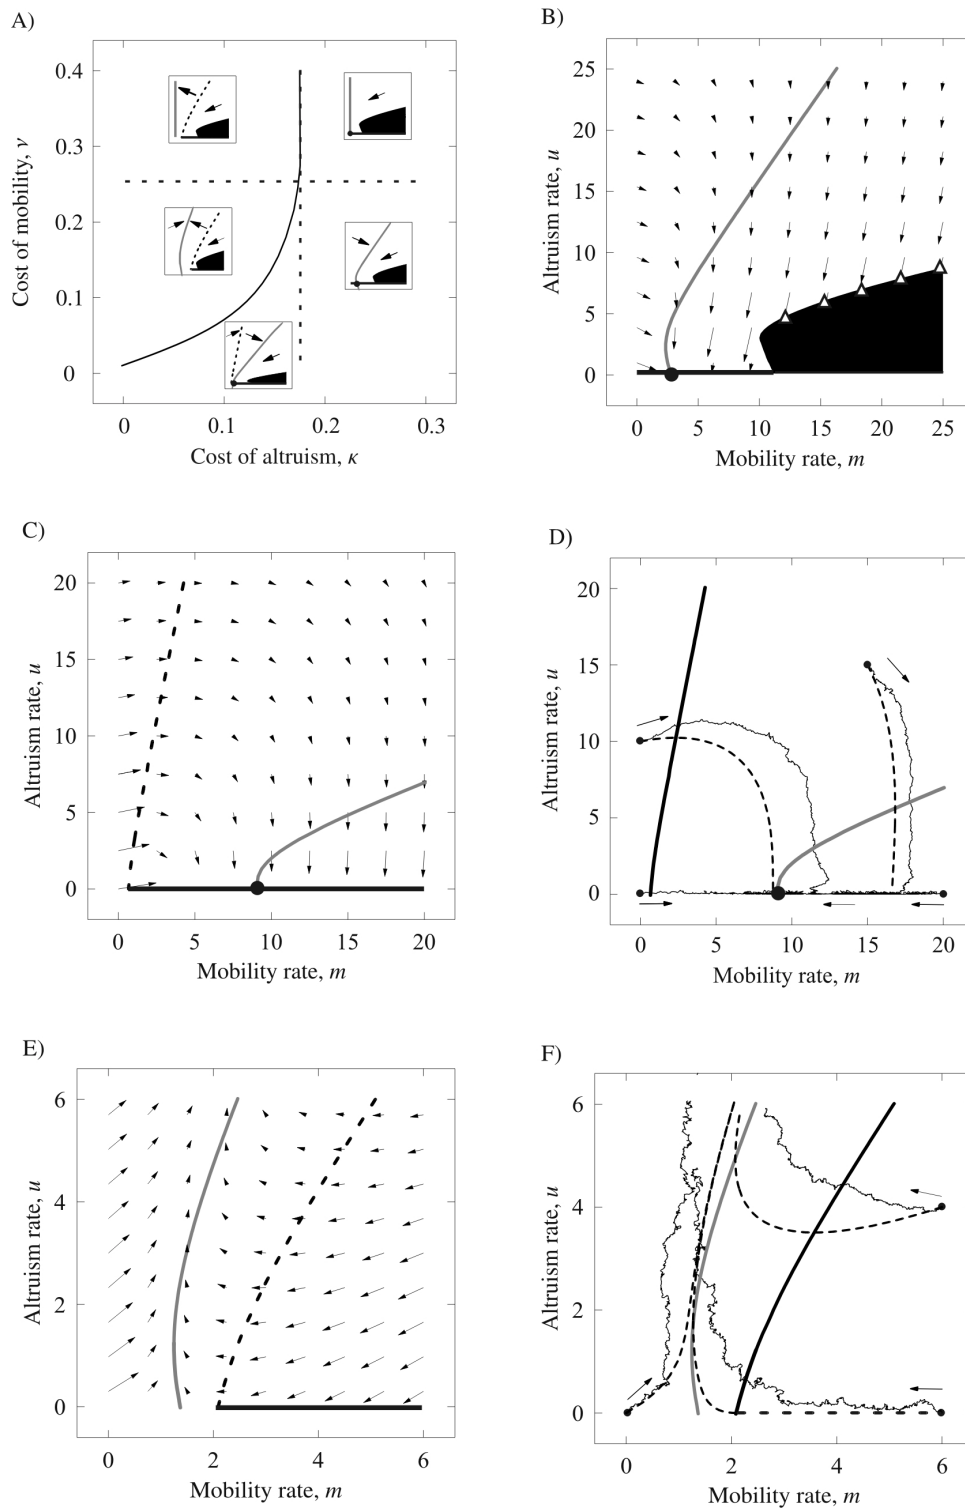 A)
0.4
0.3
0.2
0.1
0
Cost of mobility, ν
0 0.1 0.2 0.3
Cost of altruism, κ
B)
25
20
15
10
5
0
Altruism rate, u
0 5 10 15 20 25
Mobility rate, m
C)
20
15
10
5
0
Altruism rate, u
0 5 10 15 20
Mobility rate, m
D)
20
15
10
5
0
Altruism rate, u
0 5 10 15 20
Mobility rate, m
E)
6
4
2
0
Altruism rate, u
0 2 4 6
Mobility rate, m
F)
6
4
2
0
Altruism rate, u
0 2 4 6
Mobility rate, m